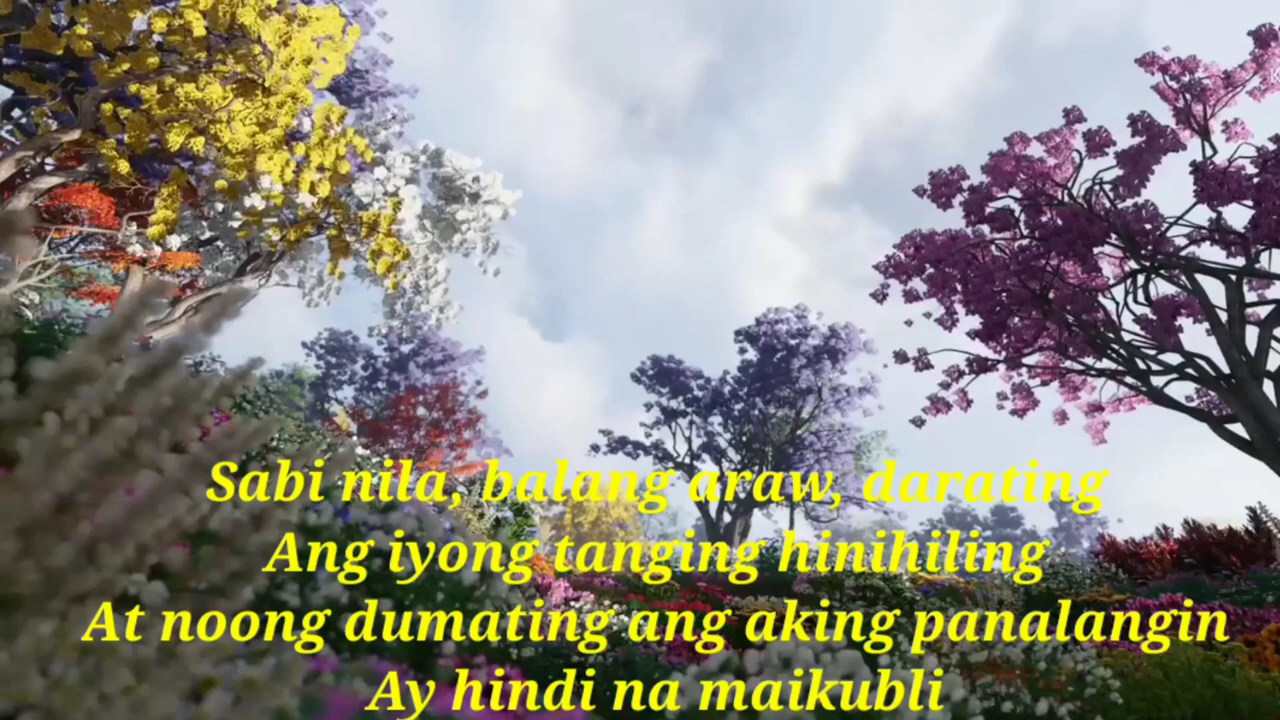 Sabi nila, balang araw, darating
Ang iyong tanging hinihiling
At noong dumating ang aking panalangin
Ay hindi na maikubli